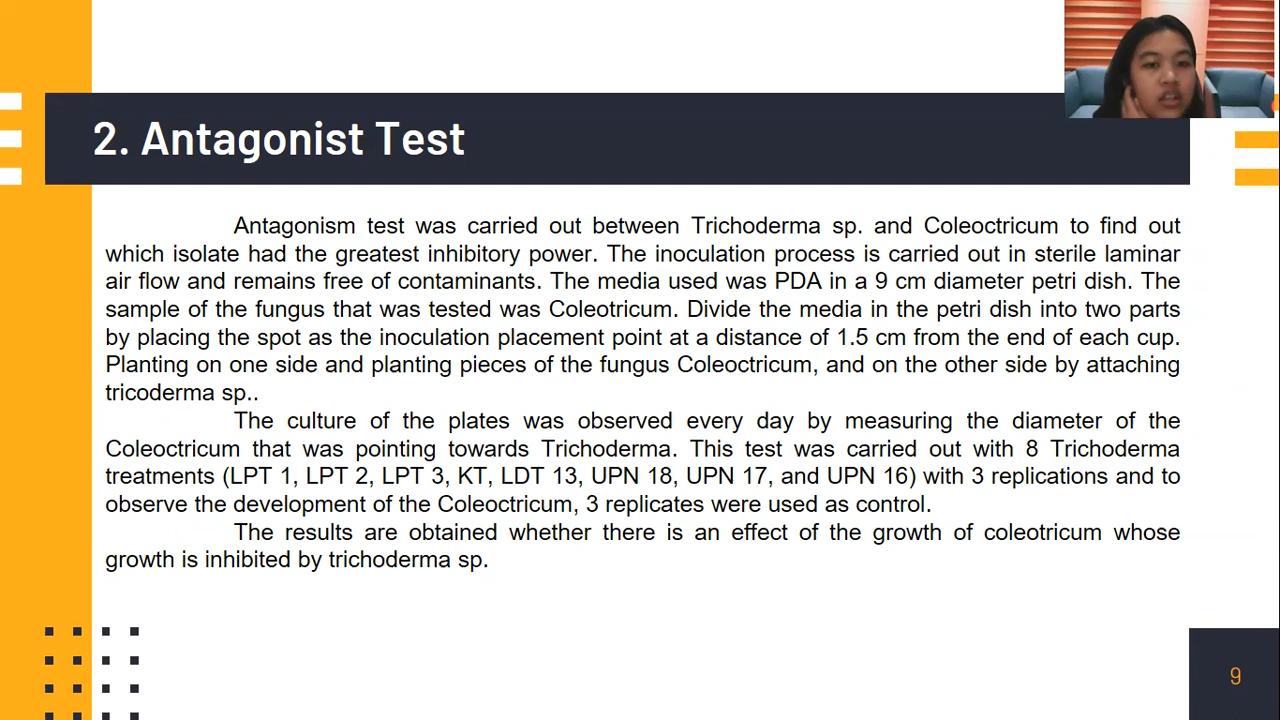 2. Antagonist Test
Antagonism test was carried out between Trichoderma sp. and Coleoctricum to find out
which isolate had the greatest inhibitory power. The inoculation process is carried out in sterile laminar
air flow and remains free of contaminants. The media used was PDA in a 9 cm diameter petri dish. The
sample of the fungus that was tested was Coleotricum. Divide the media in the petri dish into two parts
by placing the spot as the inoculation placement point at a distance of 1.5 cm from the end of each cup.
Planting on one side and planting pieces of the fungus Coleoctricum, and on the other side by attaching
tricoderma sp..
The culture of the plates was observed every day by measuring the diameter of the
Coleoctricum that was pointing towards Trichoderma. This test was carried out with 8 Trichoderma
treatments (LPT 1, LPT 2, LPT 3, KT, LDT 13, UPN 18, UPN 17, and UPN 16) with 3 replications and to
observe the development of the Coleoctricum, 3 replicates were used as control.
The results are obtained whether there is an effect of the growth of coleotricum whose
growth is inhibited by trichoderma sp.
9